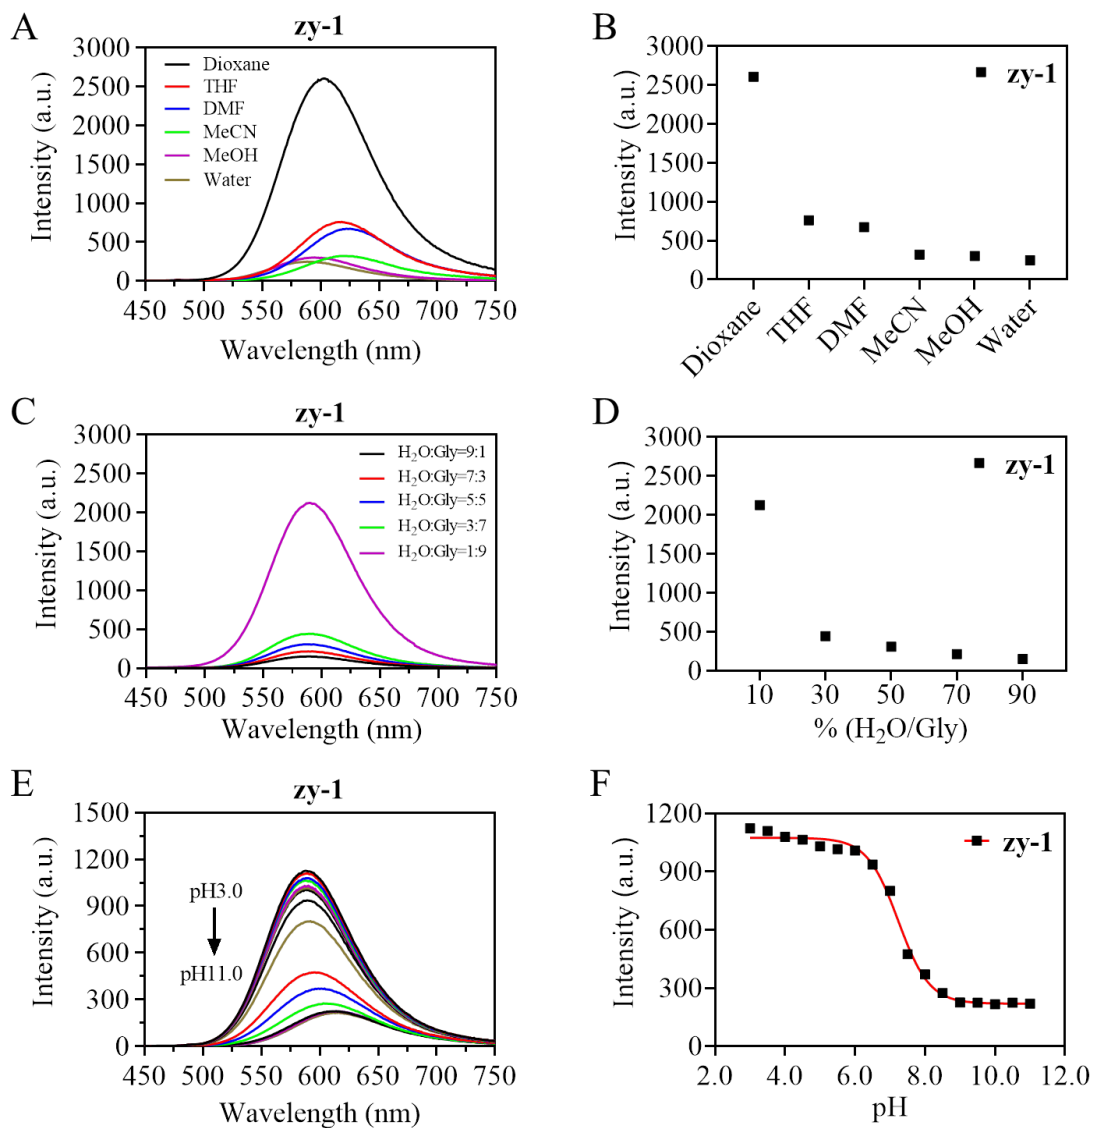 A
zy-1
Intensity (a.u.)
3000
2500
2000
1500
1000
500
0
Dioxane
THF
DMF
MeCN
MeOH
Water
450 500 550 600 650 700 750
Wavelength (nm)
B
Intensity (a.u.)
3000
2500
2000
1500
1000
500
0
zy-1
Dioxane THF DMF MeCN MeOH Water
C
zy-1
Intensity (a.u.)
3000
2500
2000
1500
1000
500
0
H₂O:Gly=9:1
H₂O:Gly=7:3
H₂O:Gly=5:5
H₂O:Gly=3:7
H₂O:Gly=1:9
450 500 550 600 650 700 750
Wavelength (nm)
D
Intensity (a.u.)
3000
2500
2000
1500
1000
500
0
zy-1
10 30 50 70 90
% (H₂O/Gly)
E
zy-1
Intensity (a.u.)
1500
1200
900
600
300
0
pH3.0
pH11.0
450 500 550 600 650 700 750
Wavelength (nm)
F
Intensity (a.u.)
1200
900
600
300
0
zy-1
2.0 4.0 6.0 8.0 10.0 12.0
pH